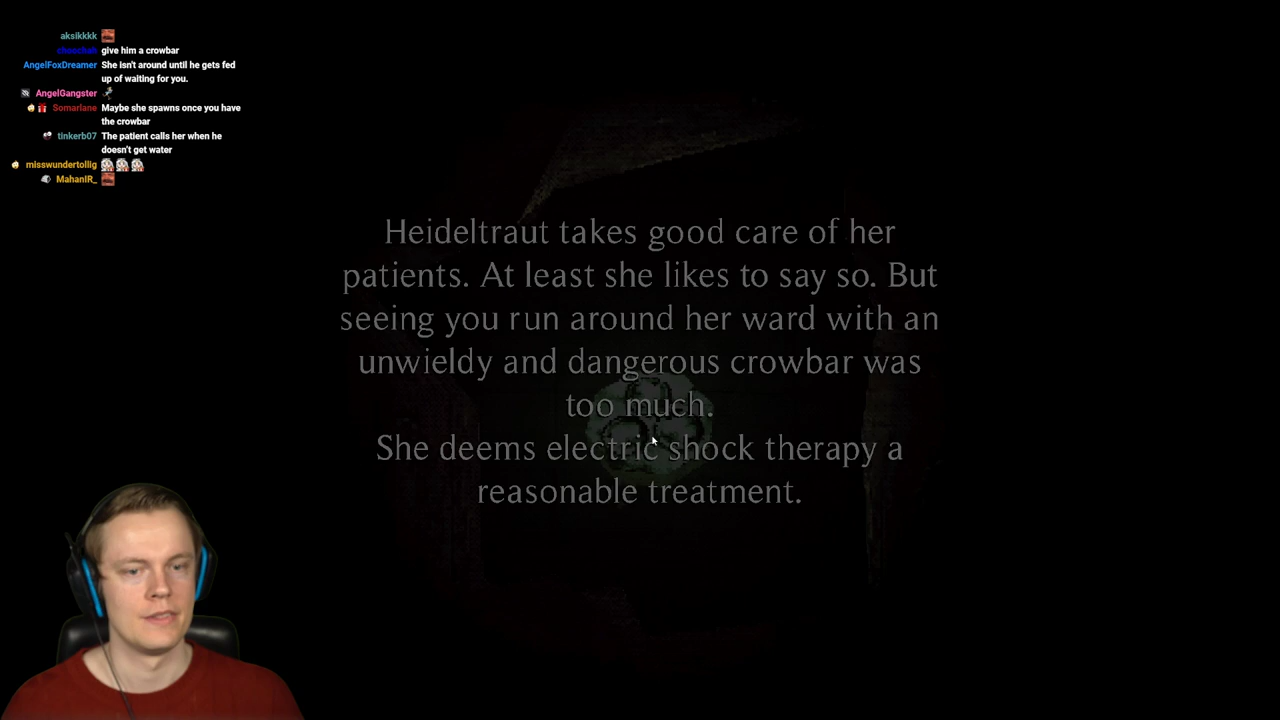 aksikkkk
choochah give him a crowbar
AngelFoxDreamer She isn't around until he gets fed
up of waiting for you.
AngelGangster
Somarlane Maybe she spawns once you have
the crowbar
tinkerb07 The patient calls her when he
doesn't get water
misswundertollig
MahanIR_
Heideltraut takes good care of her
patients. At least she likes to say so. But
seeing you run around her ward with an
unwieldy and dangerous crowbar was
too much.
She deems electric shock therapy a
reasonable treatment.